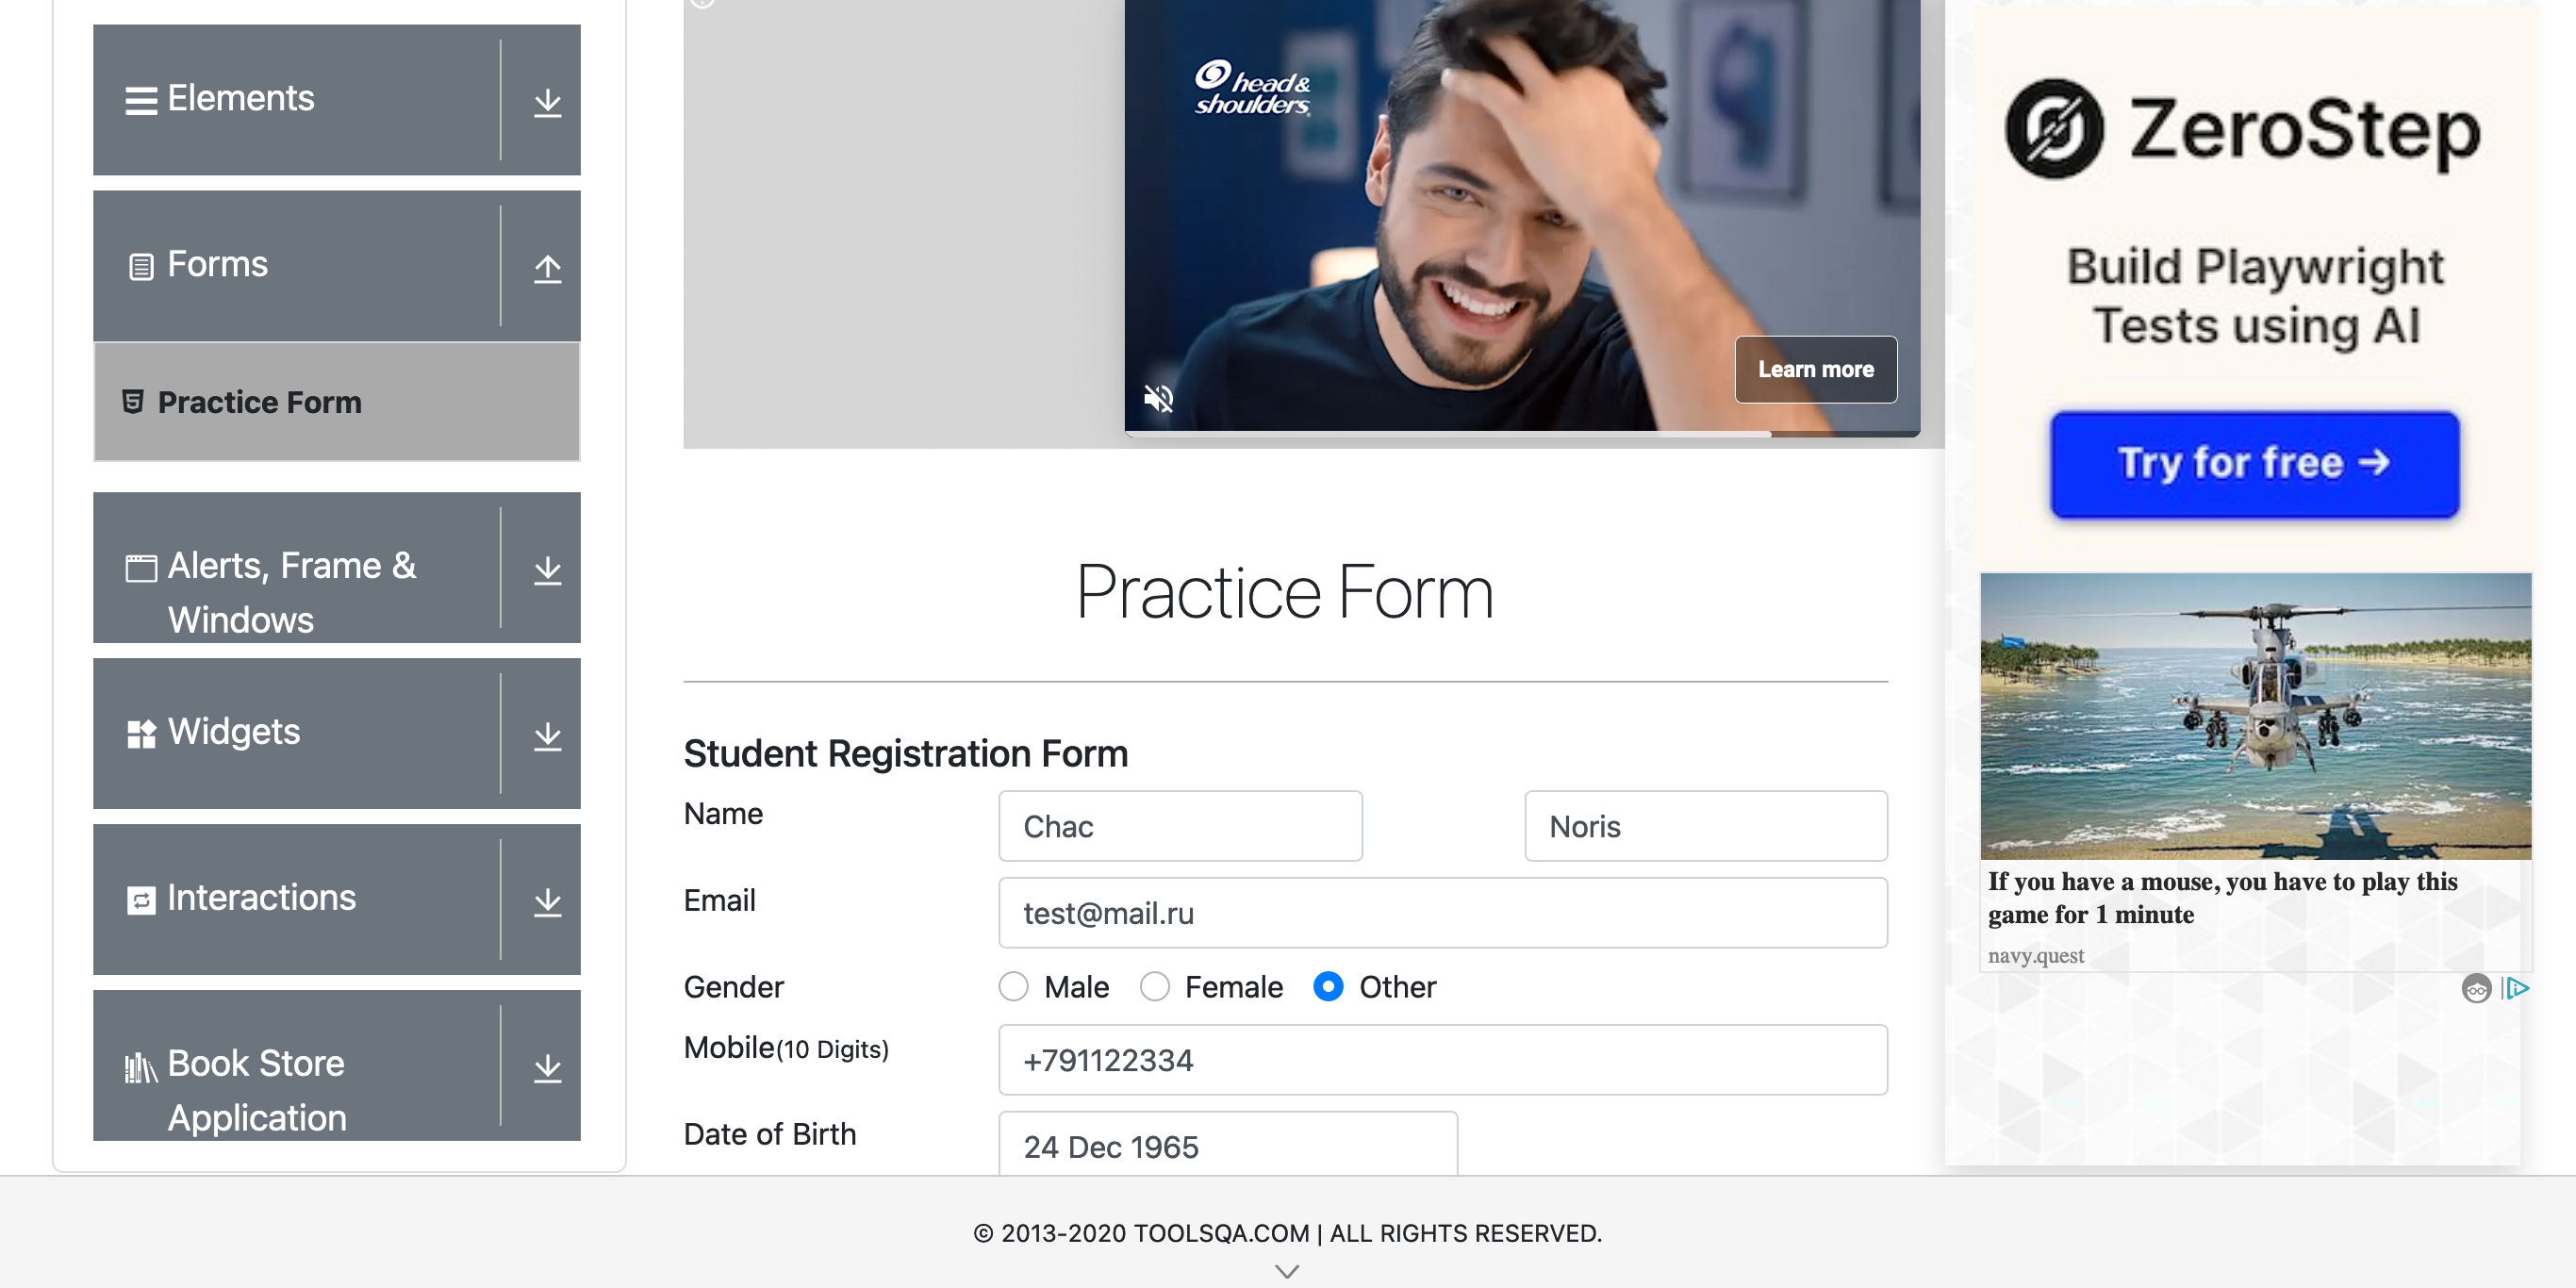 Elements
Forms
Practice Form
Alerts, Frame &
Windows
Widgets
Interactions
Book Store
Application
head&
shoulders
Learn more
Practice Form
Student Registration Form
Name
Chac
Noris
Email
test@mail.ru
Gender
Male
Female
Other
Mobile(10 Digits)
+791122334
Date of Birth
24 Dec 1965
ZeroStep
Build Playwright
Tests using AI
Try for free →
If you have a mouse, you have to play this
game for 1 minute
navy.quest
© 2013-2020 TOOLSQA.COM | ALL RIGHTS RESERVED.